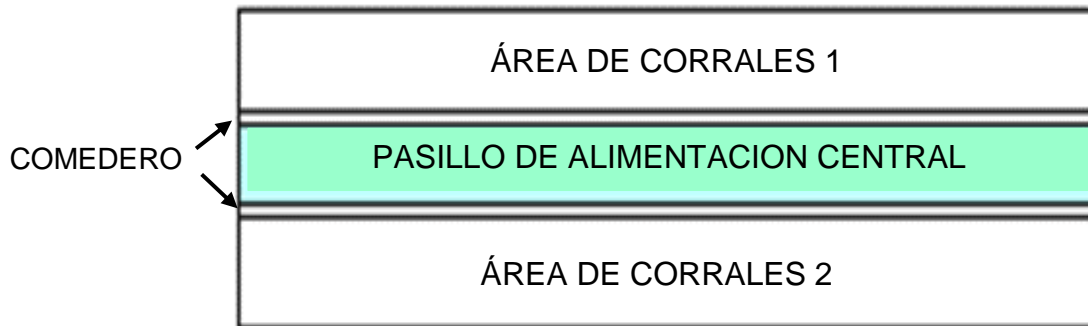 ÁREA DE CORRALES 1
COMEDERO
PASILLO DE ALIMENTACION CENTRAL
ÁREA DE CORRALES 2